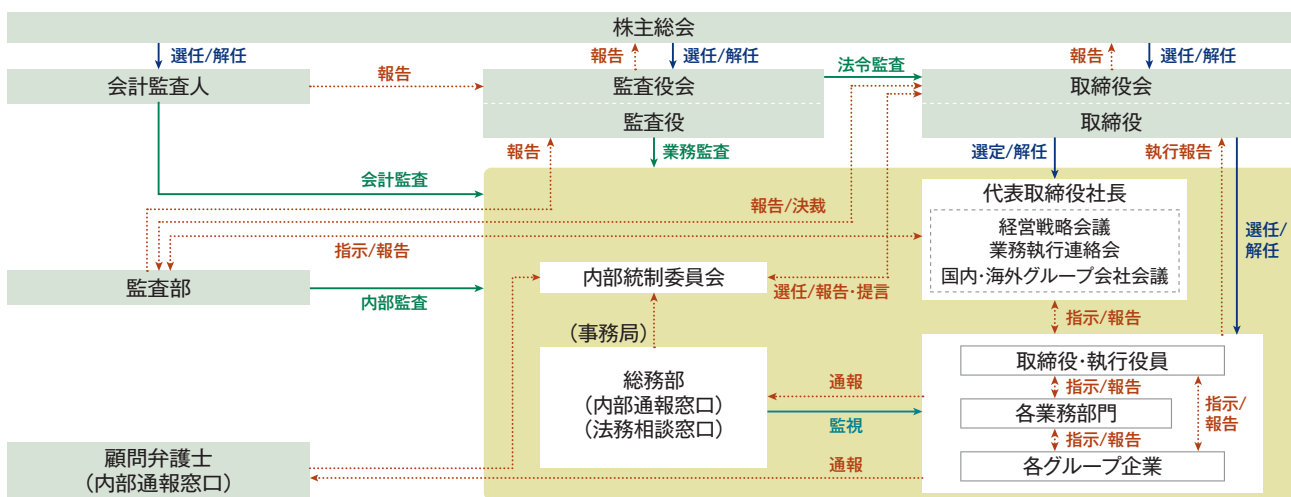 株主総会
選任/解任
報告
選任/解任
報告
選任/解任
会計監査人
報告
監査役会
監査役
法令監査
取締役会
取締役
報告
業務監査
選定/解任
執行報告
会計監査
代表取締役社長
経営戦略会議
業務執行連絡会
国内・海外グループ会社会議
報告/決裁
選任/
解任
指示/報告
監査部
内部監査
内部統制委員会
選任/報告・提言
指示/報告
(事務局)
総務部
(内部通報窓口)
(法務相談窓口)
通報
監視
取締役・執行役員
指示/報告
各業務部門
指示/報告
各グループ企業
指示/
報告
顧問弁護士
(内部通報窓口)
通報